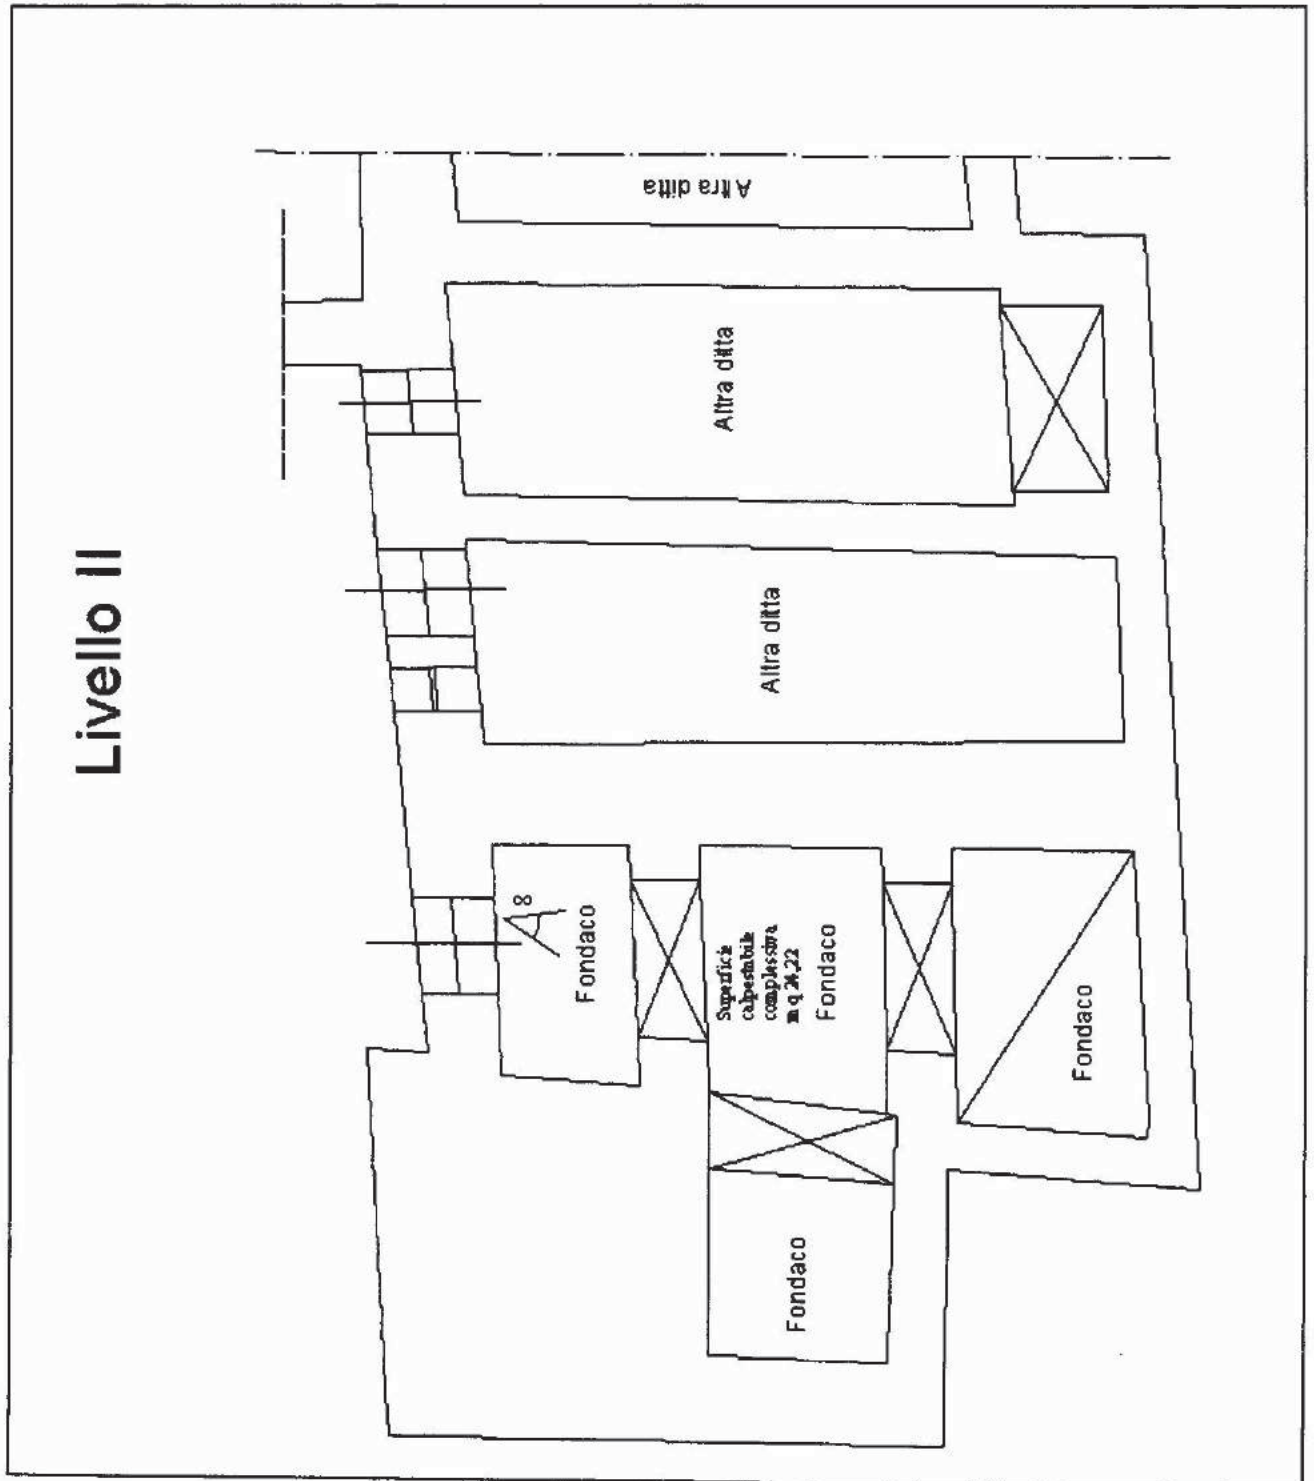 Livello II
Altra ditta
Altra ditta
Altra ditta
8
Fondaco
Superficie
calpestabile
complessiva
mq 24,22
Fondaco
Fondaco
Fondaco